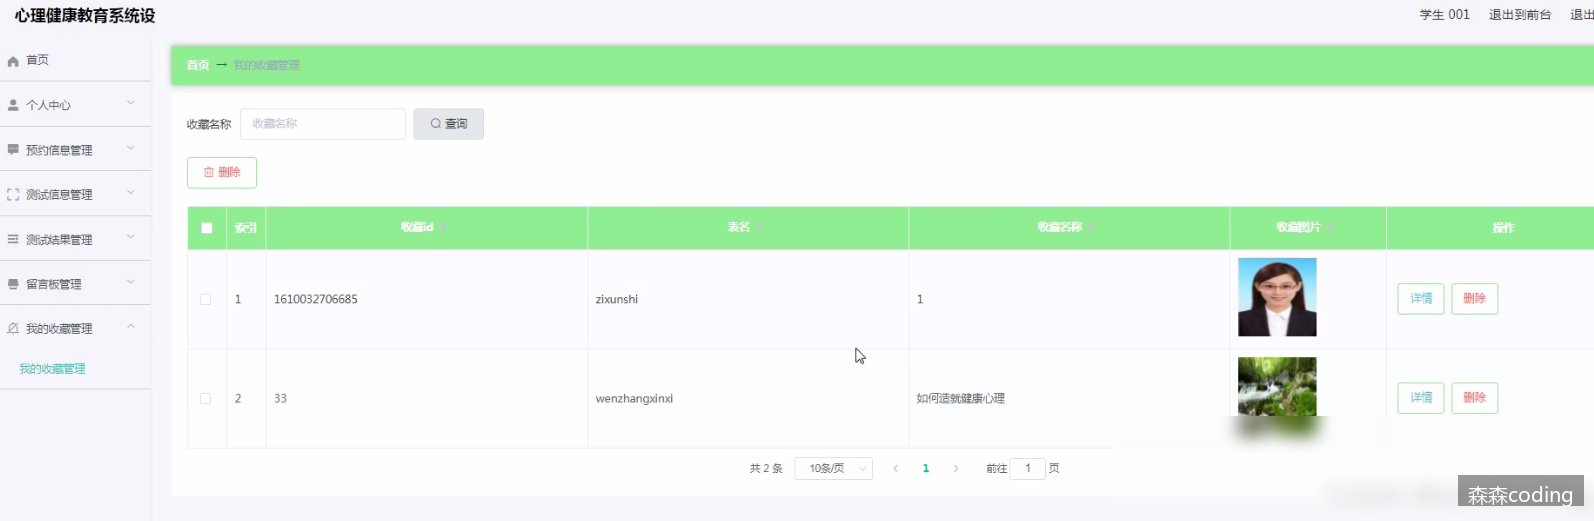 心理健康教育系统设
学生 001 退出到前台 退出
首页
个人中心
预约信息管理
测试信息管理
测试结果管理
留言板管理
我的收藏管理
我的收藏管理
首页 → 我的收藏管理
收藏名称 收藏名称 查询
删除
索引 收藏id 表名 收藏名称 收藏图片 操作
1 1610032706685 zixunshi 1 详情 删除
2 33 wenzhangxinxi 如何造就健康心理 详情 删除
共 2 条 10条/页 1 前往 1 页
森森coding